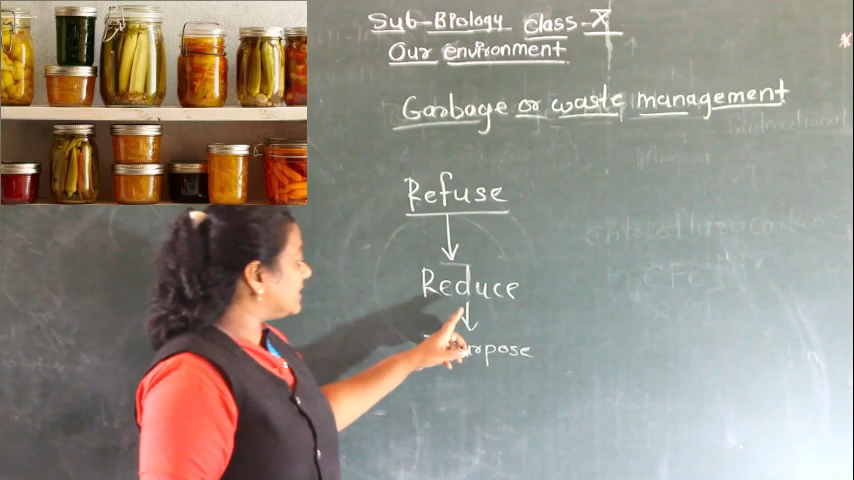 Sub-Biology class-X
Our environment
Garbage or waste management
Refuse
Reduce